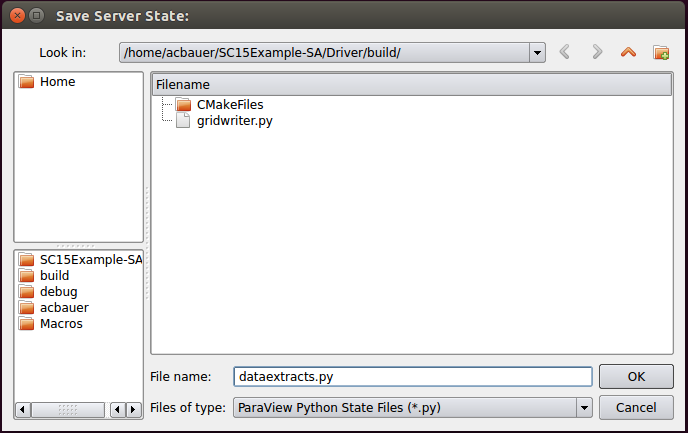 Save Server State:
Look in: /home/acbauer/SC15Example-SA/Driver/build/
Home
Filename
CMakeFiles
gridwriter.py
SC15Example-SA
build
debug
acbauer
Macros
File name: dataextracts.py OK
Files of type: ParaView Python State Files (*.py) Cancel